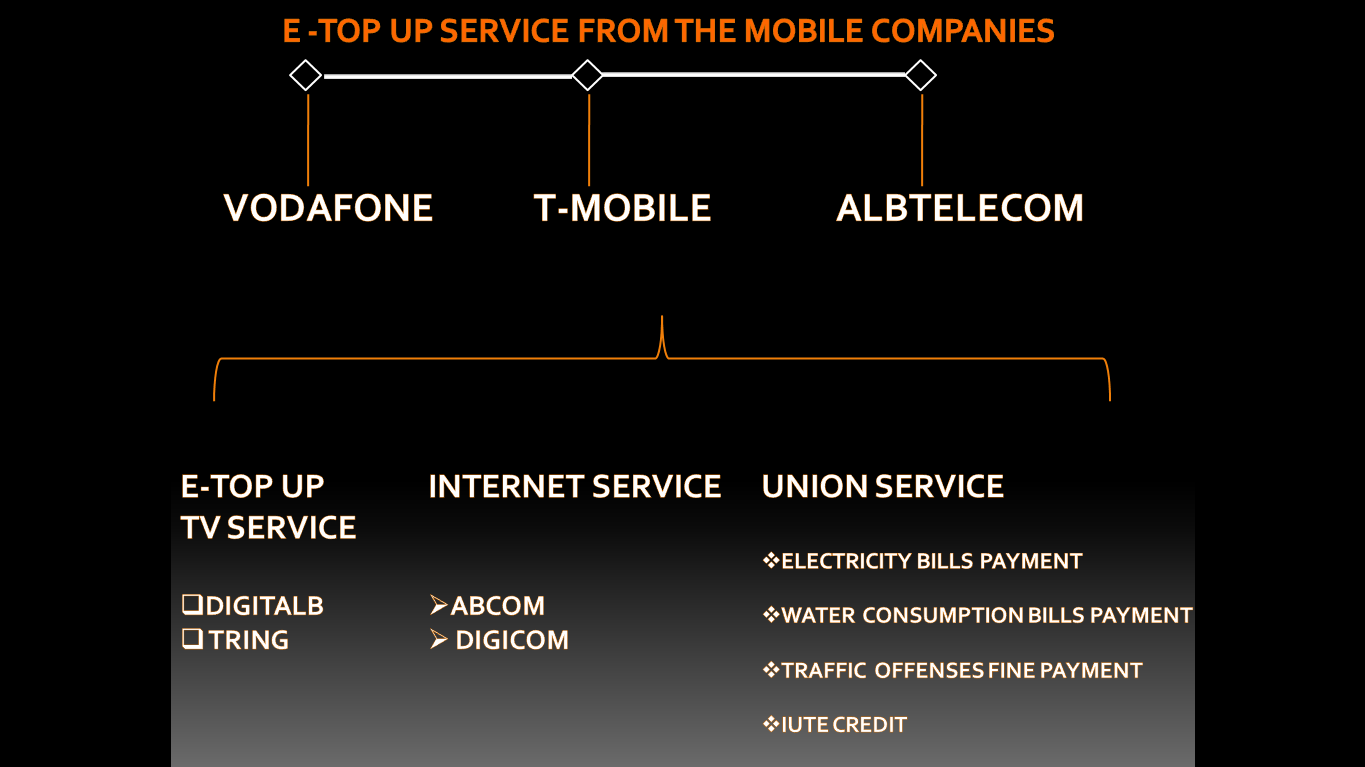 E -TOP UP SERVICE FROM THE MOBILE COMPANIES
VODAFONE
T-MOBILE
ALBTELECOM
E-TOP UP
TV SERVICE
DIGITALB
TRING
INTERNET SERVICE
ABCOM
DIGICOM
UNION SERVICE
ELECTRICITY BILLS PAYMENT
WATER CONSUMPTION BILLS PAYMENT
TRAFFIC OFFENSES FINE PAYMENT
IUTE CREDIT